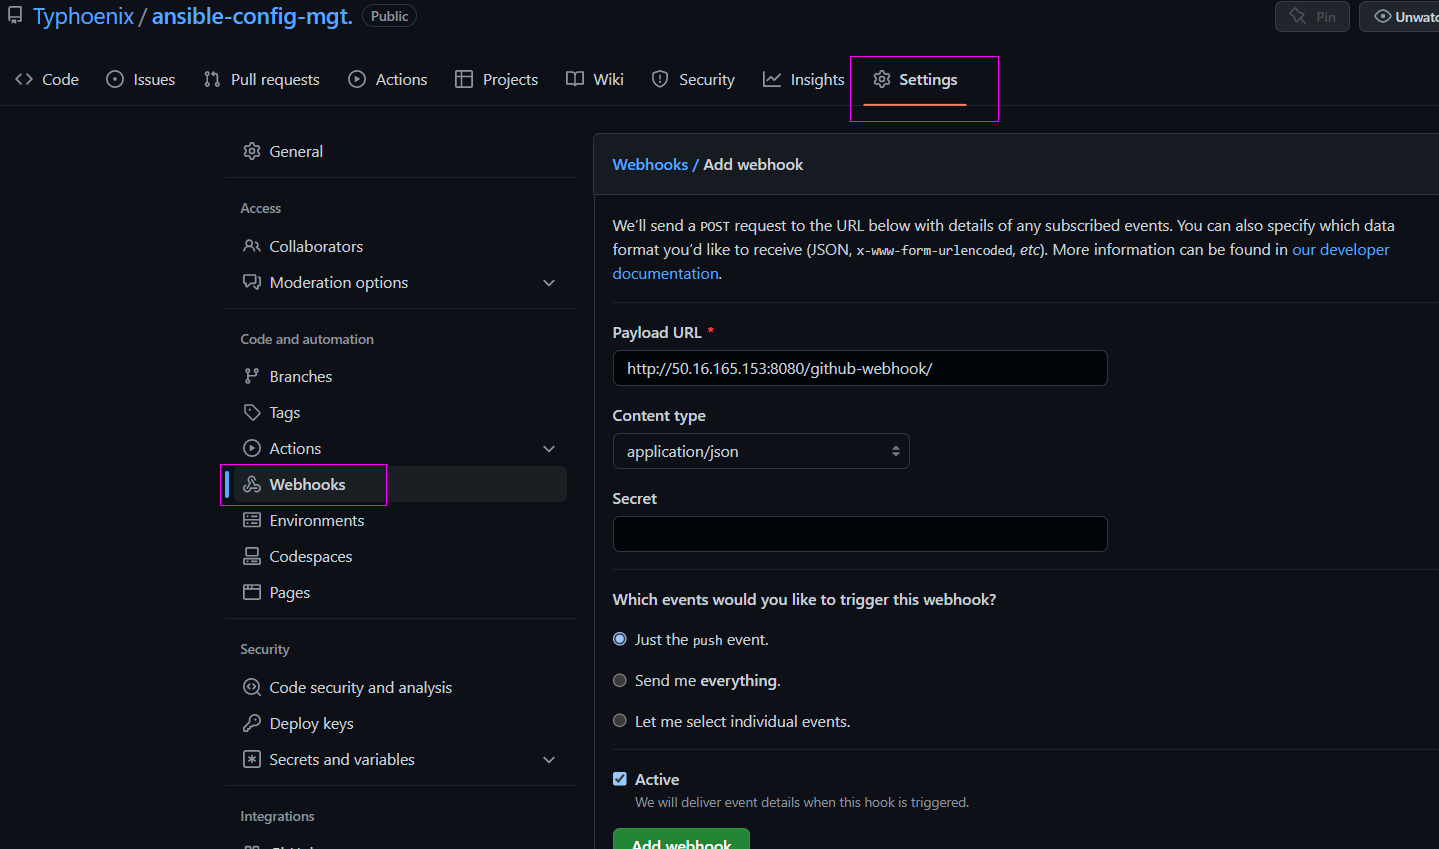 Typhoenix / ansible-config-mgt. Public
Pin
Unwatc
Code Issues Pull requests Actions Projects Wiki Security Insights Settings
General
Access
Collaborators
Moderation options
Code and automation
Branches
Tags
Actions
Webhooks
Environments
Codespaces
Pages
Security
Code security and analysis
Deploy keys
Secrets and variables
Integrations
Webhooks / Add webhook
We'll send a POST request to the URL below with details of any subscribed events. You can also specify which data
format you'd like to receive (JSON, x-www-form-urlencoded, etc). More information can be found in our developer
documentation.
Payload URL *
http://50.16.165.153:8080/github-webhook/
Content type
application/json
Secret
Which events would you like to trigger this webhook?
Just the push event.
Send me everything.
Let me select individual events.
Active
We will deliver event details when this hook is triggered.
Add webhook